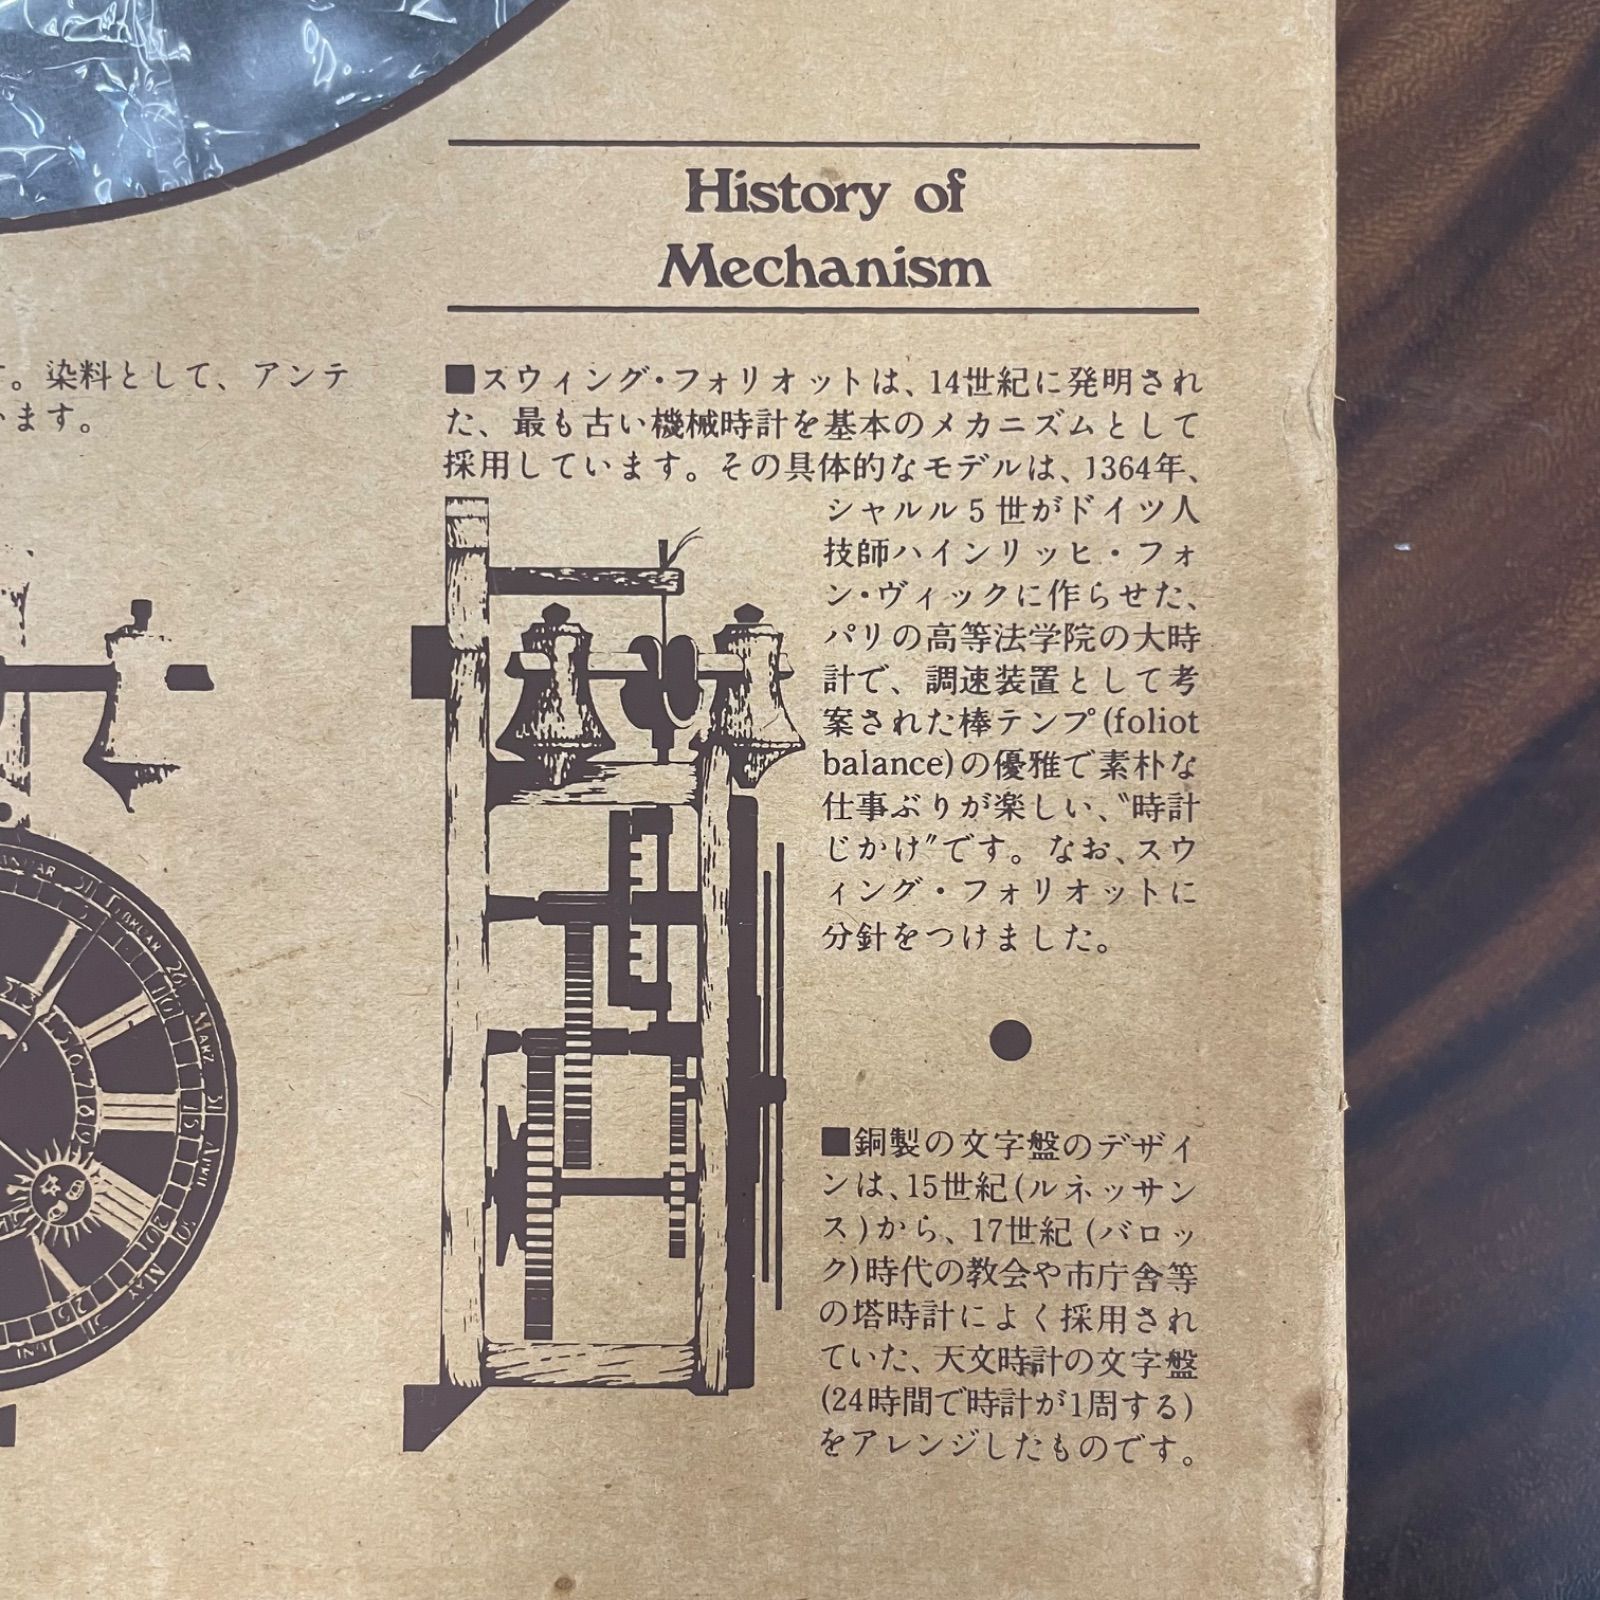 History of
Mechanism
。染料として、アンテ
います。
■スウィング・フォリオットは、14世紀に発明され
た、最も古い機械時計を基本のメカニズムとして
採用しています。その具体的なモデルは、1364年、
シャルル5世がドイツ人
技師ハインリッヒ・フォ
ン・ヴィックに作らせた、
パリの高等法学院の大時
計で、調速装置として考
案された棒テンプ(foliot
balance)の優雅で素朴な
仕事ぶりが楽しい、〝時計
じかけ〟です。なお、スウ
ィング・フォリオットに
分針をつけました。
■銅製の文字盤のデザイ
ンは、15世紀(ルネッサン
ス)から、17世紀(バロッ
ク)時代の教会や市庁舎等
の塔時計によく採用され
ていた、天文時計の文字盤
(24時間で時計が1周する)
をアレンジしたものです。
31
FEBRUAR
26
MARZ
31
15
APRIL
30
MAY
25
31
JUNI